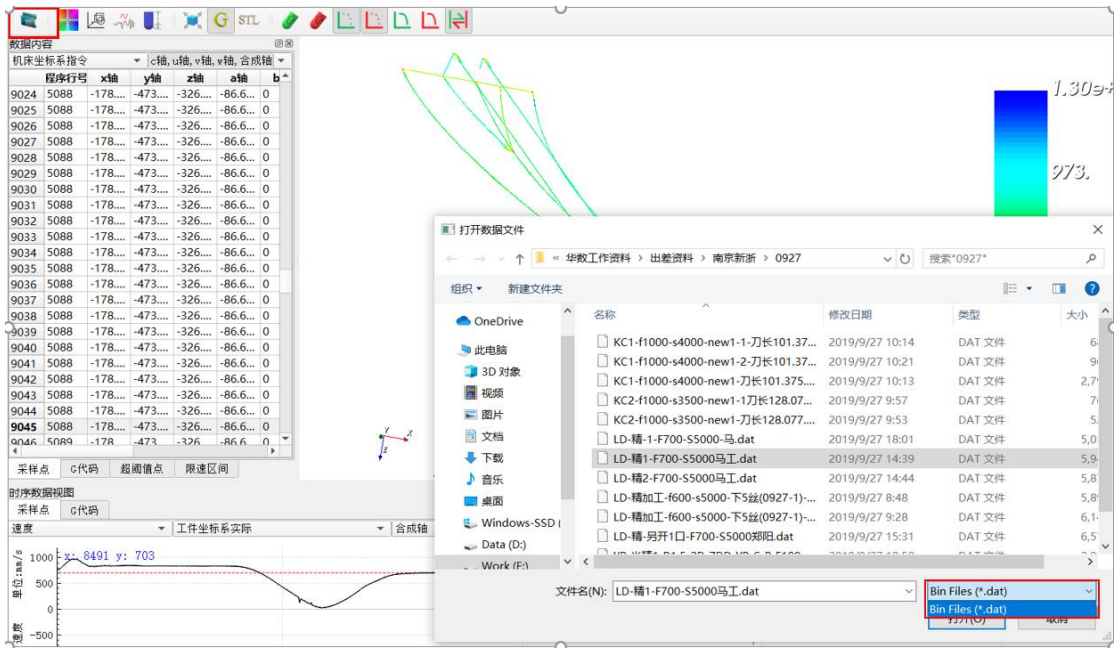 G STL
数据内容
机床坐标系指令 c轴, u轴, v轴, w轴, 合成轴
程序行号 x轴 y轴 z轴 a轴 b
9024 5088 -178.... -473.... -326.... -86.6... 0
9025 5088 -178.... -473.... -326.... -86.6... 0
9026 5088 -178.... -473.... -326.... -86.6... 0
9027 5088 -178.... -473.... -326.... -86.6... 0
9028 5088 -178.... -473.... -326.... -86.6... 0
9029 5088 -178.... -473.... -326.... -86.6... 0
9030 5088 -178.... -473.... -326.... -86.6... 0
9031 5088 -178.... -473.... -326.... -86.6... 0
9032 5088 -178.... -473.... -326.... -86.6... 0
9033 5088 -178.... -473.... -326.... -86.6... 0
9034 5088 -178.... -473.... -326.... -86.6... 0
9035 5088 -178.... -473.... -326.... -86.6... 0
9036 5088 -178.... -473.... -326.... -86.6... 0
9037 5088 -178.... -473.... -326.... -86.6... 0
9038 5088 -178.... -473.... -326.... -86.6... 0
9039 5088 -178.... -473.... -326.... -86.6... 0
9040 5088 -178.... -473.... -326.... -86.6... 0
9041 5088 -178.... -473.... -326.... -86.6... 0
9042 5088 -178.... -473.... -326.... -86.6... 0
9043 5088 -178.... -473.... -326.... -86.6... 0
9044 5088 -178.... -473.... -326.... -86.6... 0
9045 5088 -178.... -473.... -326.... -86.6... 0
9046 5089 -178 -473 -326 -86.6 0
采样点 G代码 超阈值点 限速区间
时序数据视图
采样点 G代码
速度 工件坐标系实际 合成轴
x: 8491 y: 703
1000
500
0
-500
单位:mm/s
速度
Y X
Z
1.30e+
973.
打开数据文件
« 华数工作资料 › 出差资料 › 南京新浙 › 0927
搜索"0927"
组织 新建文件夹
OneDrive
此电脑
3D 对象
视频
图片
文档
下载
音乐
桌面
Windows-SSD (
Data (D:)
Work (F:)
名称 修改日期 类型 大小
KC1-f1000-s4000-new1-1-刀长101.37... 2019/9/27 10:14 DAT 文件
KC1-f1000-s4000-new1-2-刀长101.37... 2019/9/27 10:21 DAT 文件
KC1-f1000-s4000-new1-刀长101.375.... 2019/9/27 10:13 DAT 文件 2,7
KC2-f1000-s3500-new1-1刀长128.07... 2019/9/27 9:57 DAT 文件
KC2-f1000-s3500-new1-刀长128.077.... 2019/9/27 9:53 DAT 文件
LD-精-1-F700-S5000-马.dat 2019/9/27 18:01 DAT 文件 5,0
LD-精1-F700-S5000马工.dat 2019/9/27 14:39 DAT 文件 5,9
LD-精2-F700-S5000马工.dat 2019/9/27 14:44 DAT 文件 5,8
LD-精加工-f600-s5000-下5丝(0927-1)-... 2019/9/27 8:48 DAT 文件 5,8
LD-精加工-f600-s5000-下5丝(0927-1)-... 2019/9/27 9:28 DAT 文件 6,1
LD-精-另开1口-F700-S5000郑阳.dat 2019/9/27 15:31 DAT 文件 6,5
文件名(N): LD-精1-F700-S5000马工.dat
Bin Files (*.dat)
Bin Files (*.dat)
打开(O) 取消